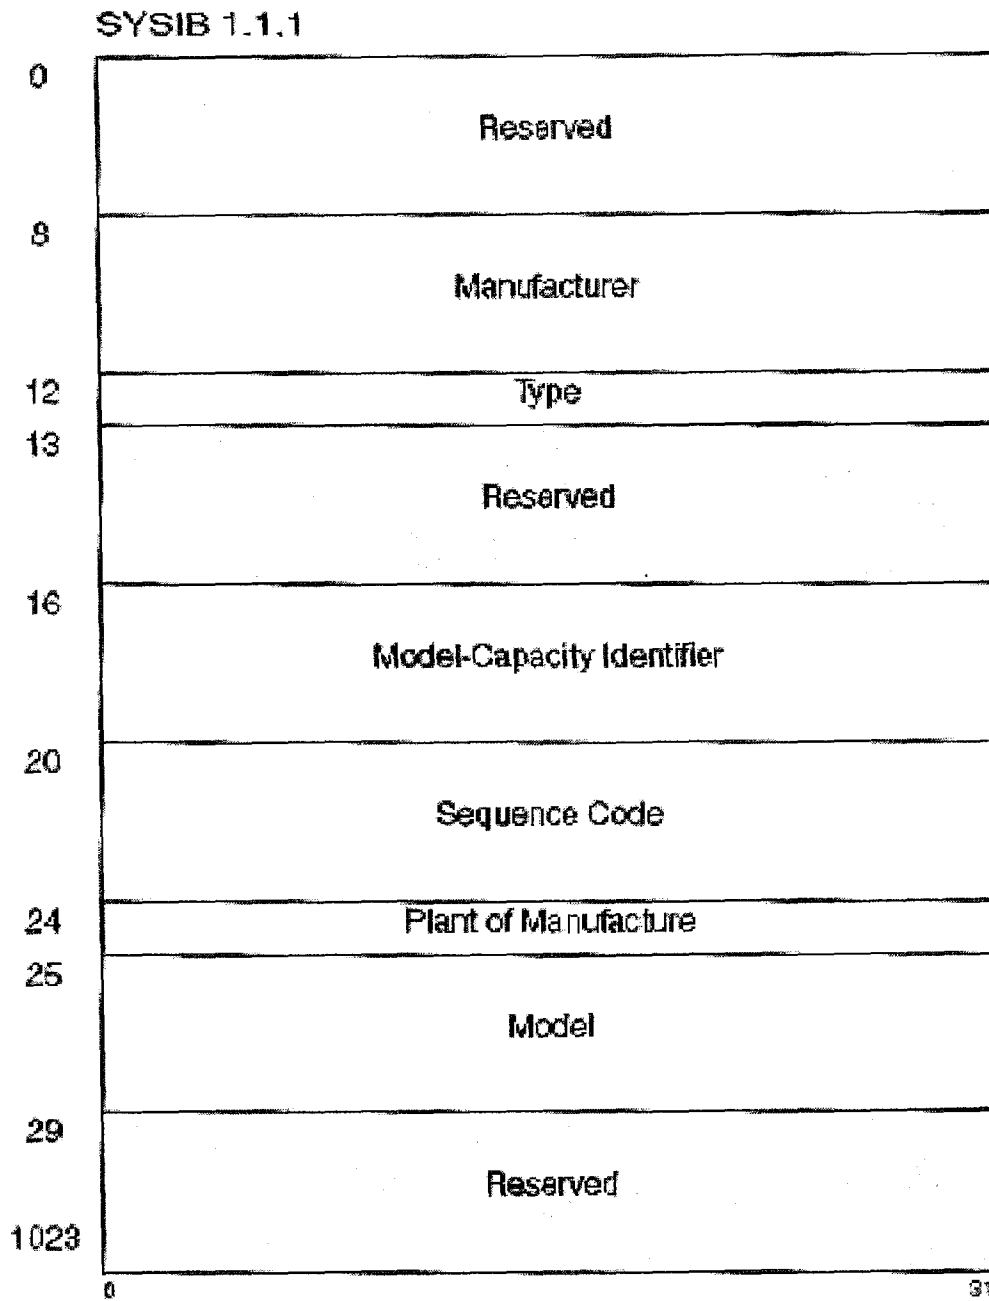 SYSIB 1.1.1
0
Reserved
8
Manufacturer
12 Type
13
Reserved
16
Model-Capacity Identifier
20
Sequence Code
24 Plant of Manufacture
25
Model
29
Reserved
1023
0 31